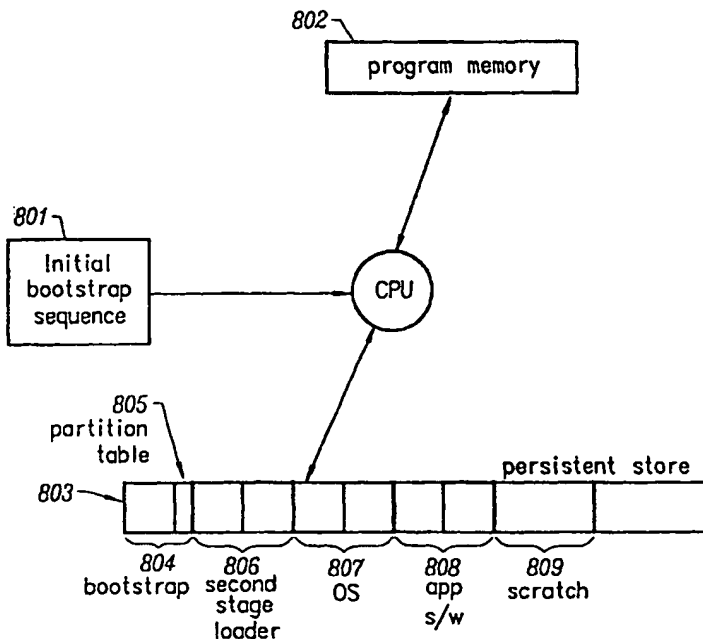 802
program memory
801
Initial
bootstrap
sequence
CPU
805
partition
table
persistent store
803
804
bootstrap
806
second
stage
loader
807
OS
808
app
s/w
809
scratch